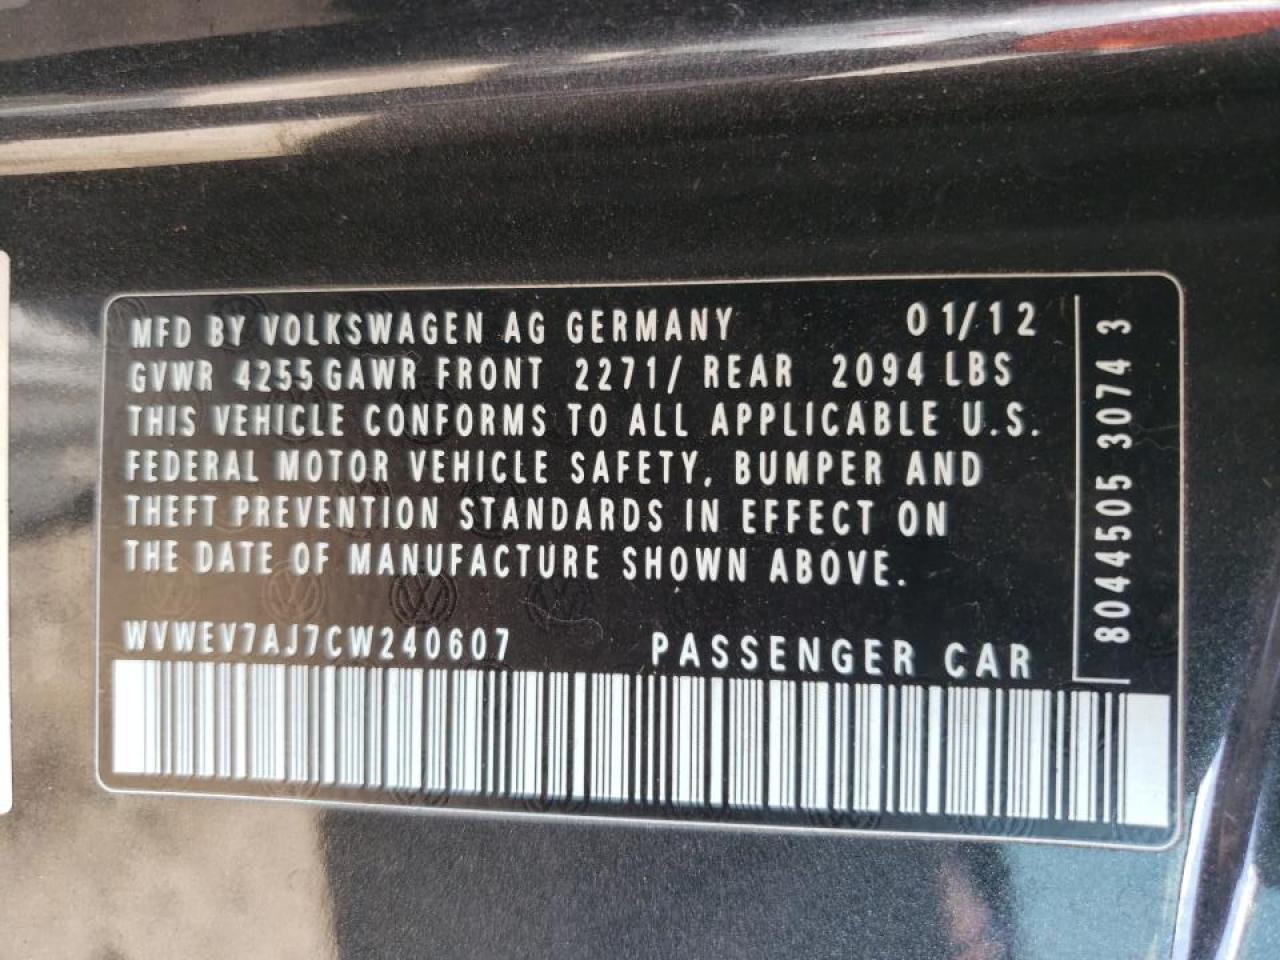 MFD BY VOLKSWAGEN AG GERMANY 01/12
GVWR 4255 GAWR FRONT 2271/ REAR 2094 LBS
THIS VEHICLE CONFORMS TO ALL APPLICABLE U.S.
FEDERAL MOTOR VEHICLE SAFETY, BUMPER AND
THEFT PREVENTION STANDARDS IN EFFECT ON
THE DATE OF MANUFACTURE SHOWN ABOVE.
WVWEV7AJ7CW240607 PASSENGER CAR
8044505 30743